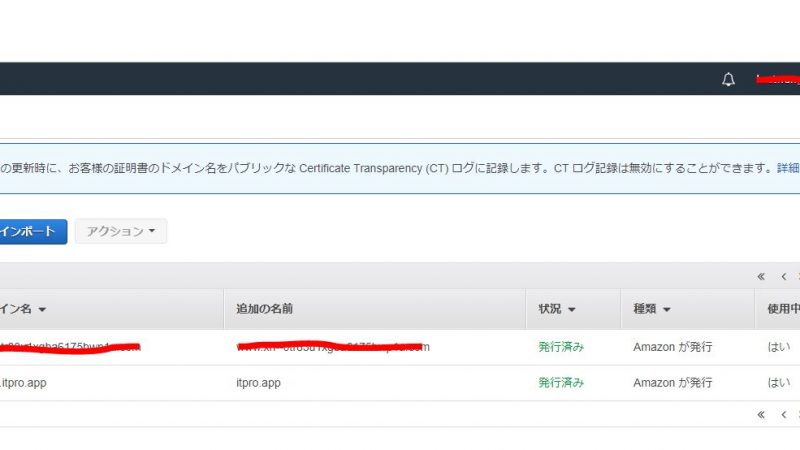 の更新時に、お客様の証明書のドメイン名をパブリックな Certificate Transparency (CT) ログに記録します。CT ログ記録は無効にすることができます。詳細
インポート アクション
イン名 追加の名前 状況 種類 使用中
発行済み Amazon が発行 はい
.itpro.app itpro.app 発行済み Amazon が発行 はい